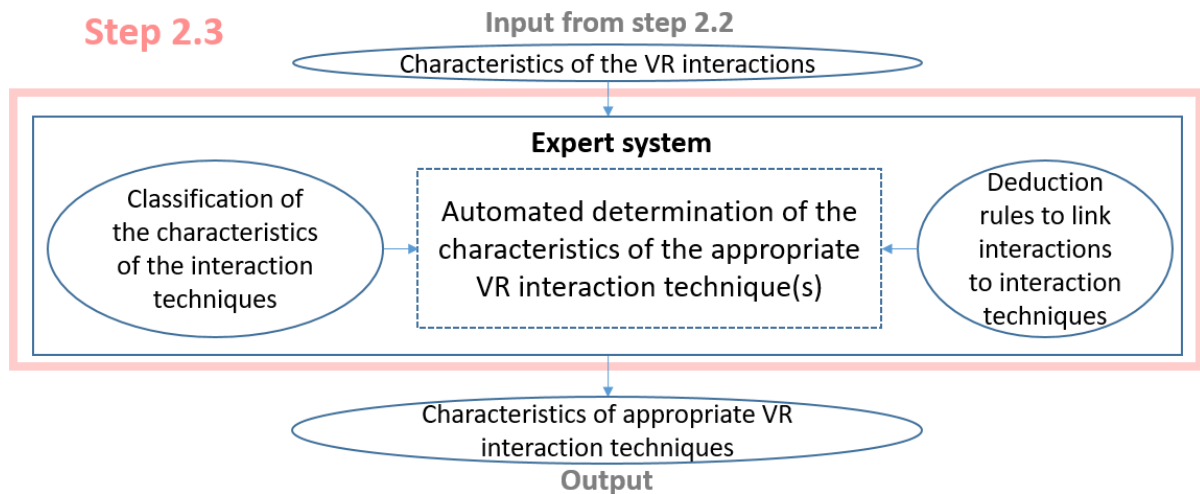 Step 2.3
Input from step 2.2
Characteristics of the VR interactions
Expert system
Classification of
the characteristics
of the interaction
techniques
Automated determination of the
characteristics of the appropriate
VR interaction technique(s)
Deduction
rules to link
interactions
to interaction
techniques
Characteristics of appropriate VR
interaction techniques
Output